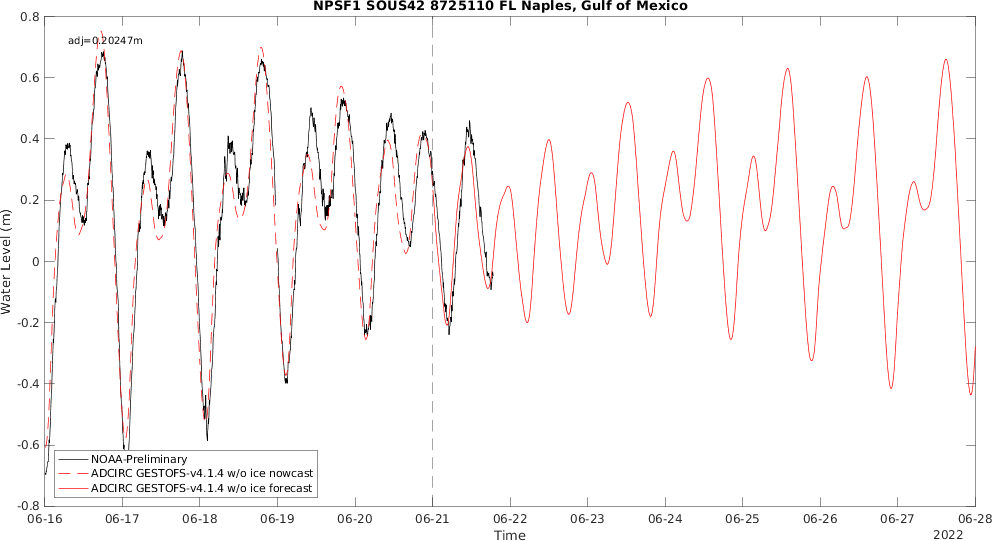 NPSF1 SOUS42 8725110 FL Naples, Gulf of Mexico
adj=0.20247m
0.8
0.6
0.4
0.2
0
-0.2
-0.4
-0.6
-0.8
Water Level (m)
NOAA-Preliminary
ADCIRC GESTOFS-v4.1.4 w/o ice nowcast
ADCIRC GESTOFS-v4.1.4 w/o ice forecast
06-16 06-17 06-18 06-19 06-20 06-21 06-22 06-23 06-24 06-25 06-26 06-27 06-28
Time
2022